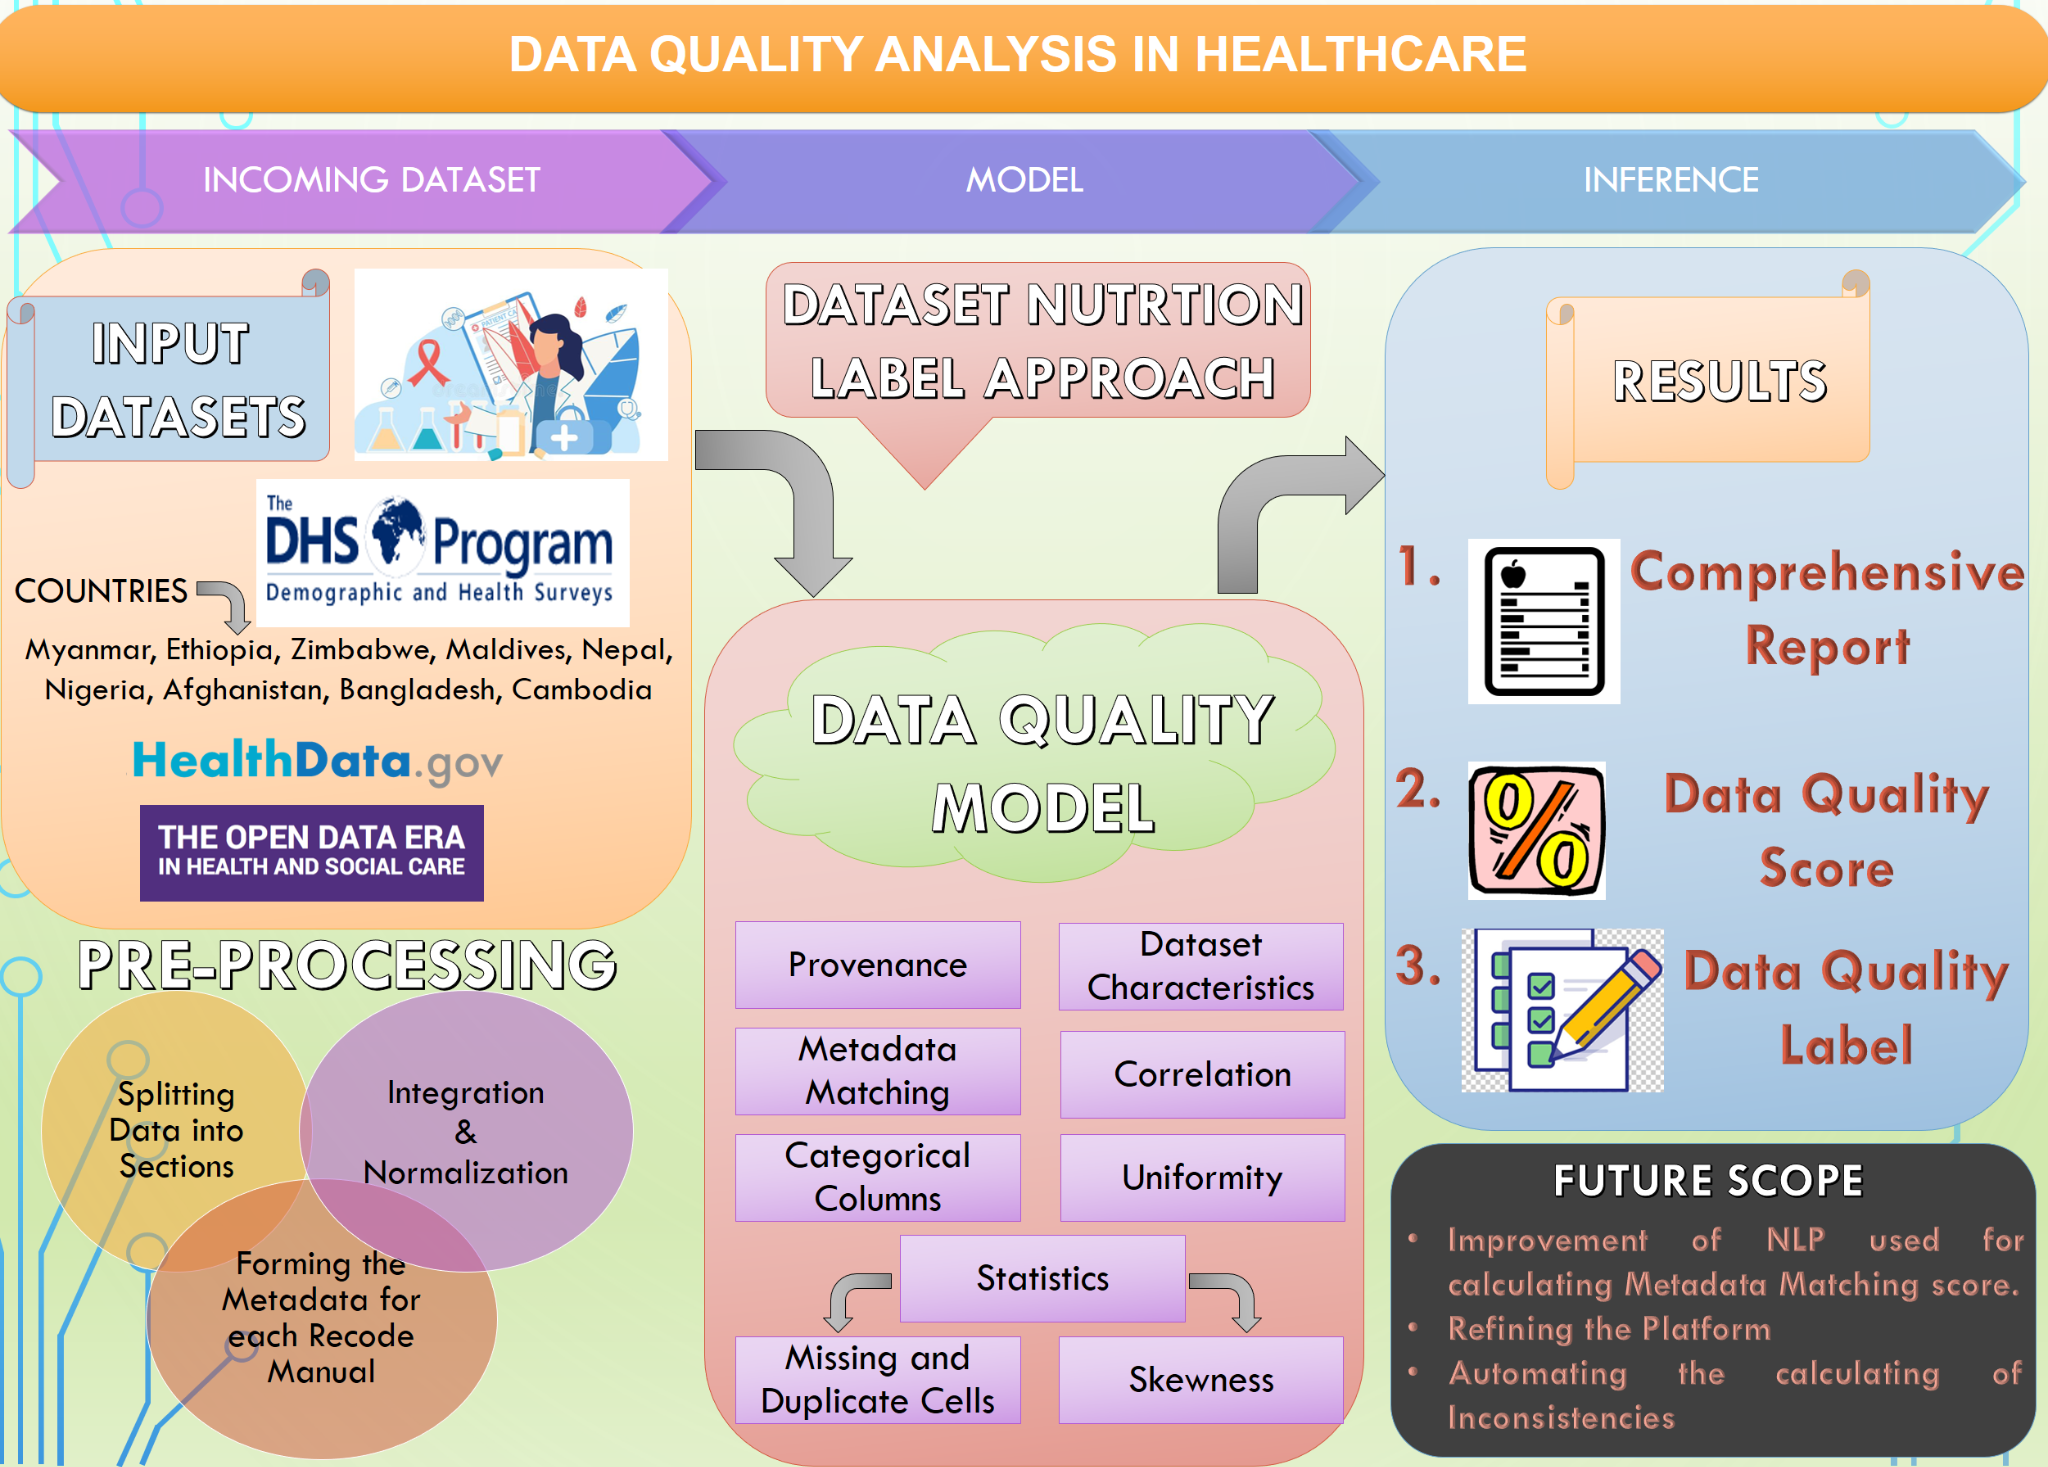 DATA QUALITY ANALYSIS IN HEALTHCARE
INCOMING DATASET
MODEL
INFERENCE
INPUT
DATASETS
PATIENT CA
The
DHS Program
Demographic and Health Surveys
COUNTRIES
Myanmar, Ethiopia, Zimbabwe, Maldives, Nepal,
Nigeria, Afghanistan, Bangladesh, Cambodia
HealthData.gov
THE OPEN DATA ERA
IN HEALTH AND SOCIAL CARE
PRE-PROCESSING
Splitting
Data into
Sections
Integration
&
Normalization
Forming the
Metadata for
each Recode
Manual
DATASET NUTRTION
LABEL APPROACH
DATA QUALITY
MODEL
Provenance
Dataset
Characteristics
Metadata
Matching
Correlation
Categorical
Columns
Uniformity
Statistics
Missing and
Duplicate Cells
Skewness
RESULTS
1. Comprehensive
Report
2. Data Quality
Score
%
3. Data Quality
Label
FUTURE SCOPE
• Improvement of NLP used for
calculating Metadata Matching score.
• Refining the Platform
• Automating the calculating of
Inconsistencies